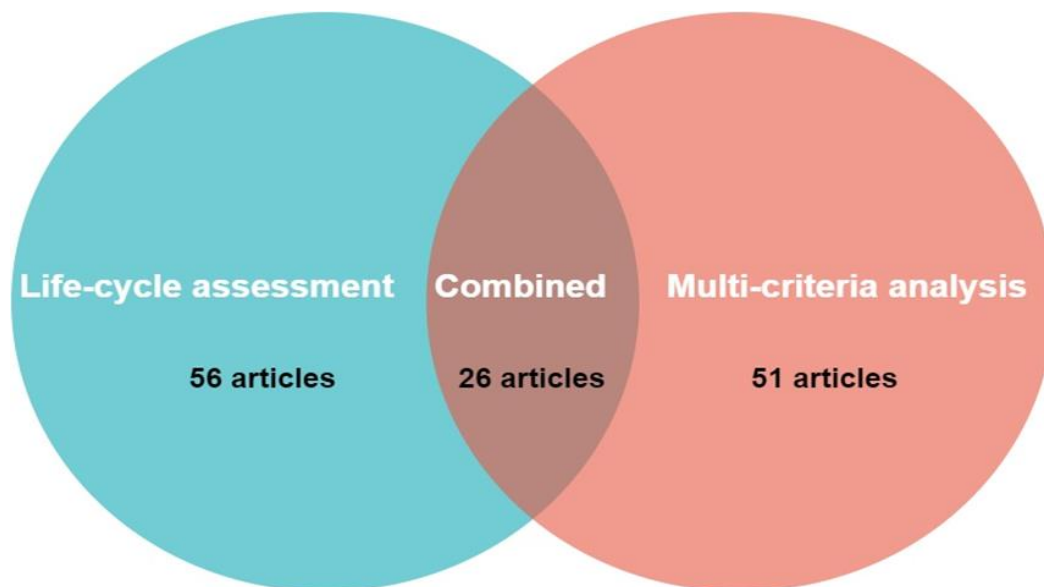 Life-cycle assessment
Combined
Multi-criteria analysis
56 articles
26 articles
51 articles